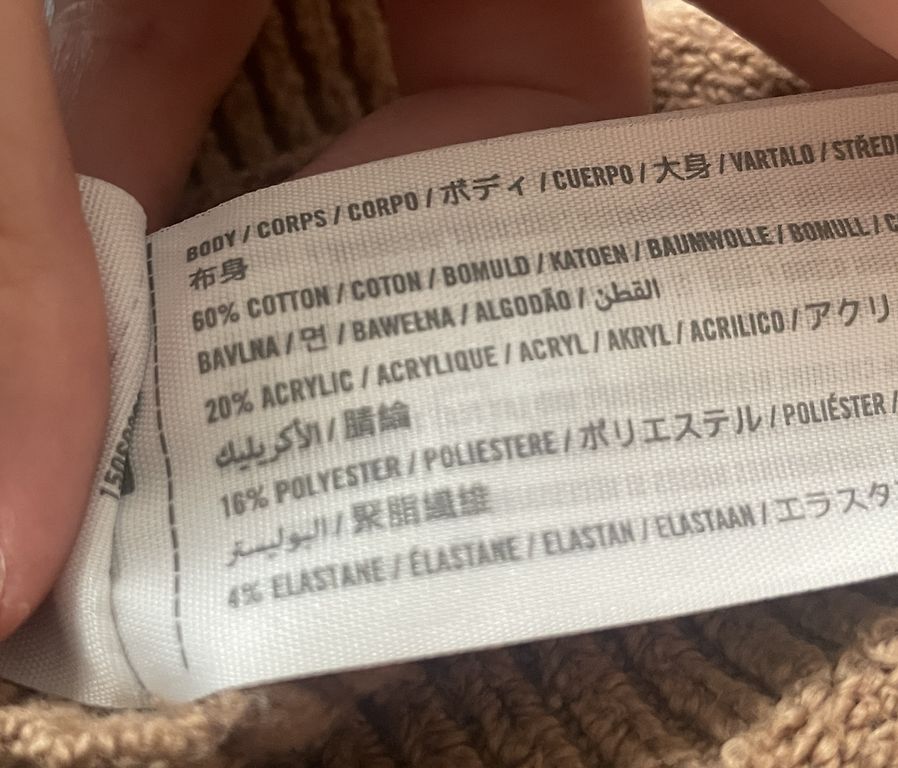 BODY / CORPS / CORPO / ボディ / CUERPO / 大身 / VARTALO / STŘED
布身
60% COTTON / COTON / BOMULD / KATOEN / BAUMWOLLE / BOMULL /
BAVLNA / 면 / BAWEŁNA / ALGODÃO / القطن
20% ACRYLIC / ACRYLIQUE / ACRYL / AKRYL / ACRILICO / アクリ
الأكريليك / 腈綸
16% POLYESTER / POLIESTERE / ポリエステル / POLIÉSTER /
البوليستر / 聚脂纖維
4% ELASTANE / ÉLASTANE / ELASTAN / ELASTAAN / エラスタ